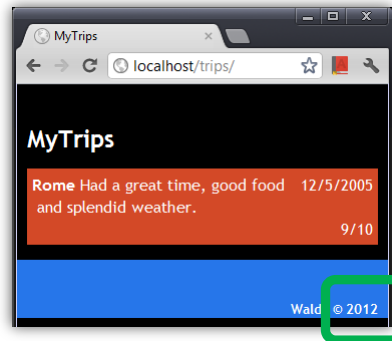 MyTrips
localhost/trips/
MyTrips
Rome Had a great time, good food 12/5/2005
and splendid weather.
9/10
© 2012